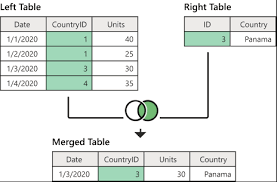 Left Table
Date CountryID Units
1/1/2020 1 40
1/2/2020 1 25
1/3/2020 3 30
1/4/2020 4 35
Right Table
ID Country
3 Panama
Merged Table
Date CountryID Units Country
1/3/2020 3 30 Panama